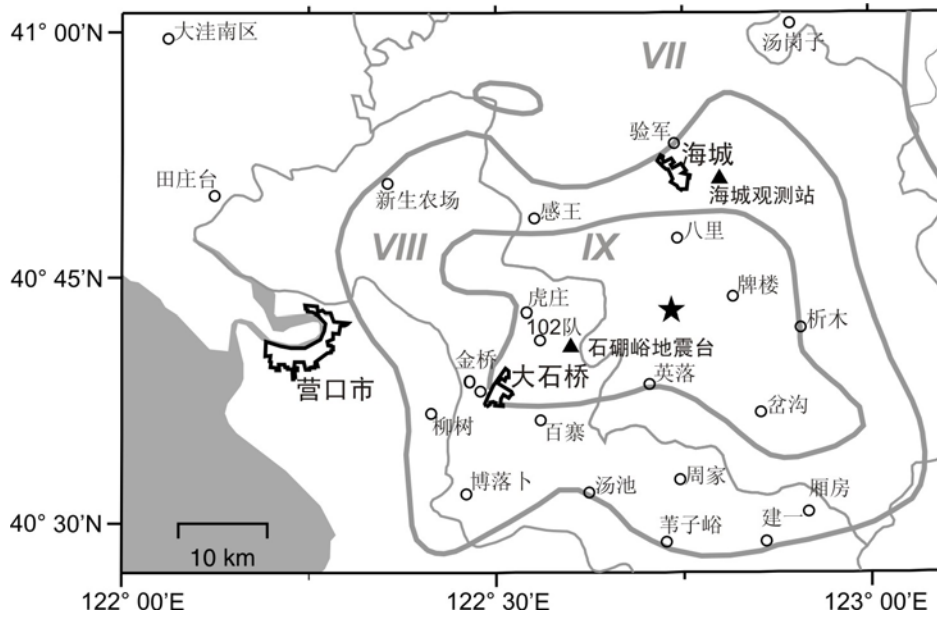 41° 00'N
大洼南区
VII
汤岗子
验军
海城
田庄台
新生农场
海城观测站
感王
VIII
IX
八里
40° 45'N
虎庄
牌楼
102队
析木
石硼峪地震台
金桥
大石桥
英落
营口市
柳树
百寨
岔沟
博落卜
汤池
周家
厢房
40° 30'N
苇子峪
建一
10 km
122° 00'E
122° 30'E
123° 00'E